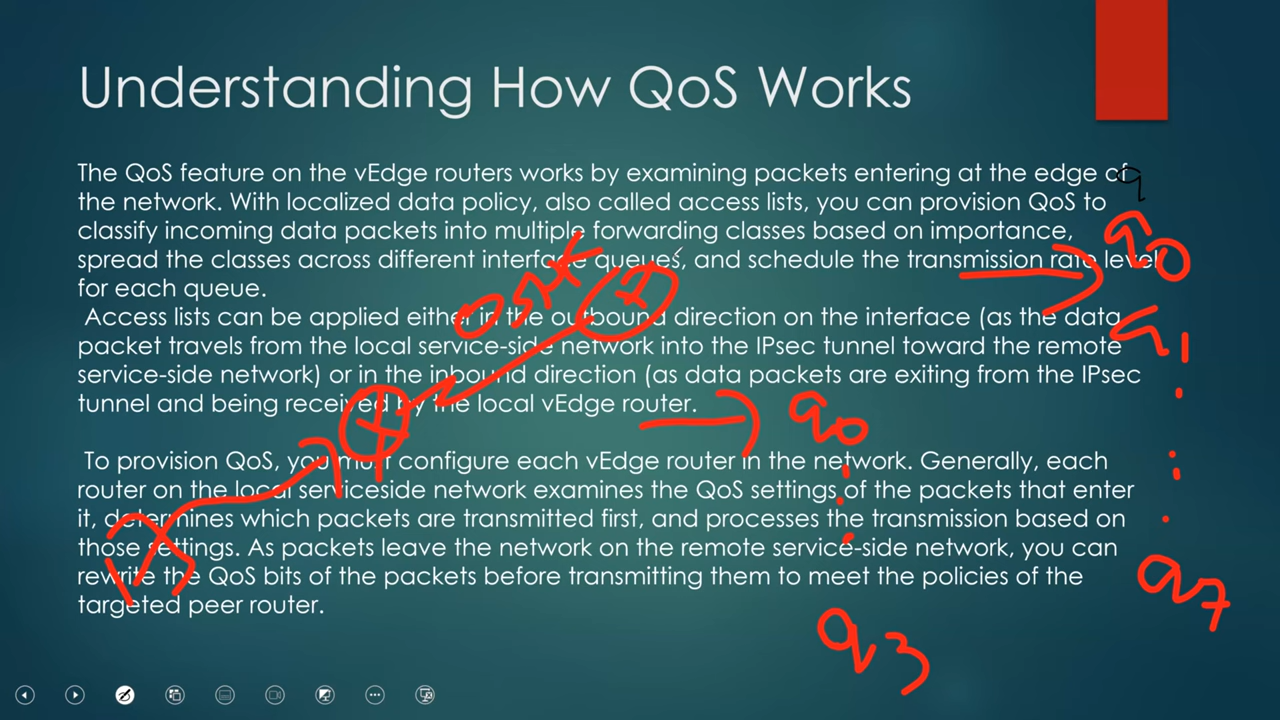 Understanding How QoS Works
The QoS feature on the vEdge routers works by examining packets entering at the edge of
the network. With localized data policy, also called access lists, you can provision QoS to
classify incoming data packets into multiple forwarding classes based on importance,
spread the classes across different interface queues, and schedule the transmission rate level
for each queue.
Access lists can be applied either in the outbound direction on the interface (as the data
packet travels from the local service-side network into the IPsec tunnel toward the remote
service-side network) or in the inbound direction (as data packets are exiting from the IPsec
tunnel and being received by the local vEdge router.
To provision QoS, you must configure each vEdge router in the network. Generally, each
router on the local serviceside network examines the QoS settings of the packets that enter
it, determines which packets are transmitted first, and processes the transmission based on
those settings. As packets leave the network on the remote service-side network, you can
rewrite the QoS bits of the packets before transmitting them to meet the policies of the
targeted peer router.
q
q0
q1
q7
q0
q3